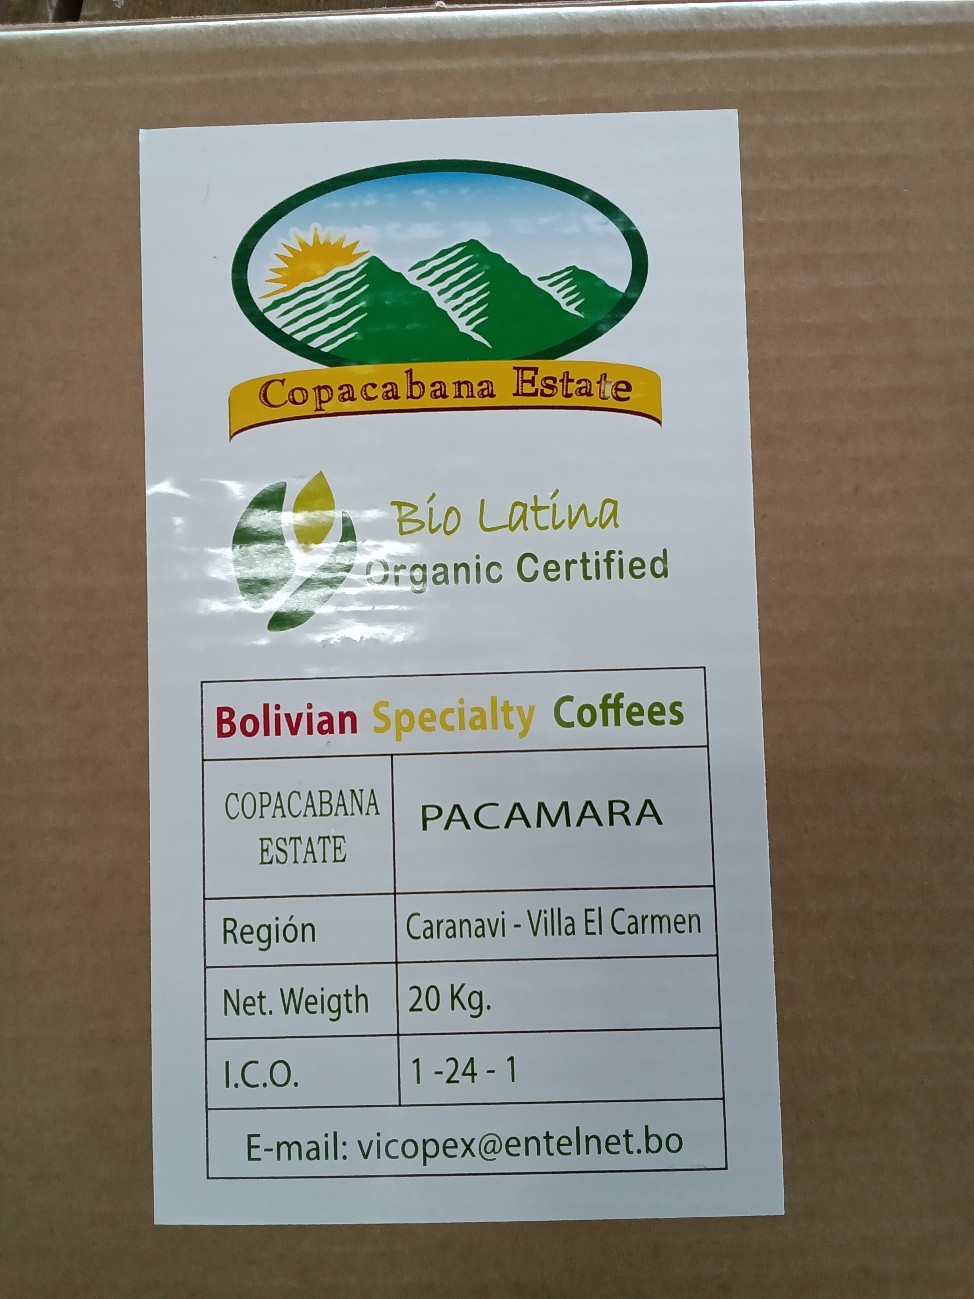 Copacabana Estate
Bio Latina
Organic Certified
Bolivian Specialty Coffees
COPACABANA
ESTATE
PACAMARA
Región
Caranavi - Villa El Carmen
Net. Weigth
20 Kg.
I.C.O.
1 -24 - 1
E-mail: vicopex@entelnet.bo